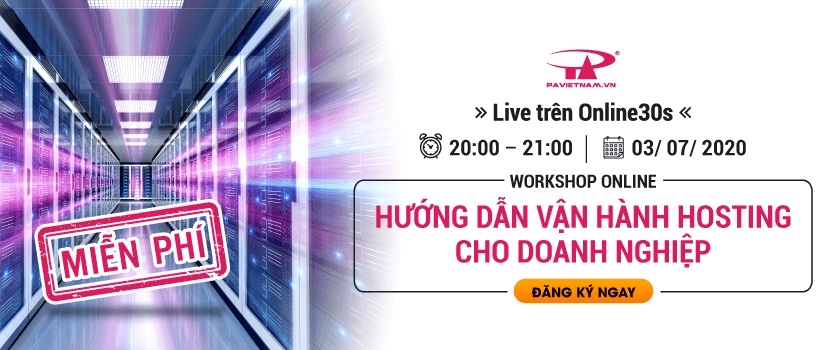 PAVIETNAM.VN
®
» Live trên Online30s «
20:00 – 21:00 | 03/ 07/ 2020
WORKSHOP ONLINE
HƯỚNG DẪN VẬN HÀNH HOSTING
CHO DOANH NGHIỆP
ĐĂNG KÝ NGAY
MIỄN PHÍ